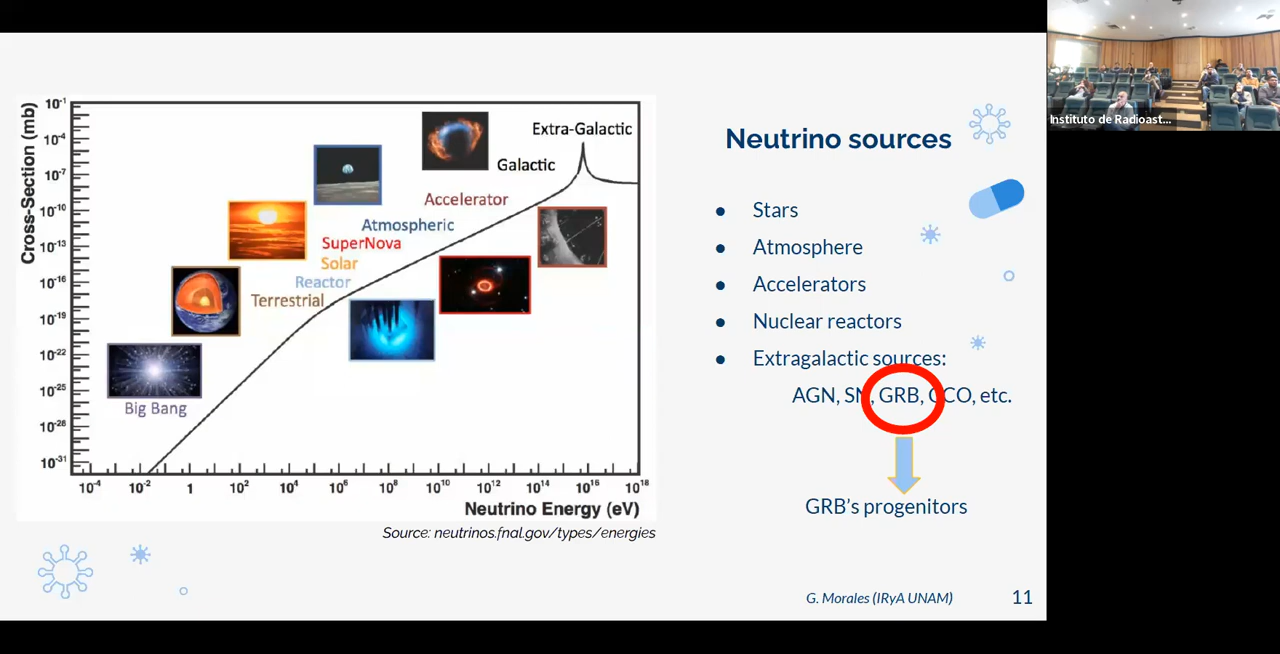 Cross-Section (mb)
10⁻¹
10⁻⁴
10⁻⁷
10⁻¹⁰
10⁻¹³
10⁻¹⁶
10⁻¹⁹
10⁻²²
10⁻²⁵
10⁻²⁸
10⁻³¹
Extra-Galactic
Galactic
Accelerator
Atmospheric
SuperNova
Solar
Reactor
Terrestrial
Big Bang
10⁻⁴ 10⁻² 1 10² 10⁴ 10⁶ 10⁸ 10¹⁰ 10¹² 10¹⁴ 10¹⁶ 10¹⁸
Neutrino Energy (eV)
Source: neutrinos.fnal.gov/types/energies
Neutrino sources
● Stars
● Atmosphere
● Accelerators
● Nuclear reactors
● Extragalactic sources:
AGN, SN, GRB, CCO, etc.
GRB's progenitors
G. Morales (IRyA UNAM)
11
Instituto de Radioast...